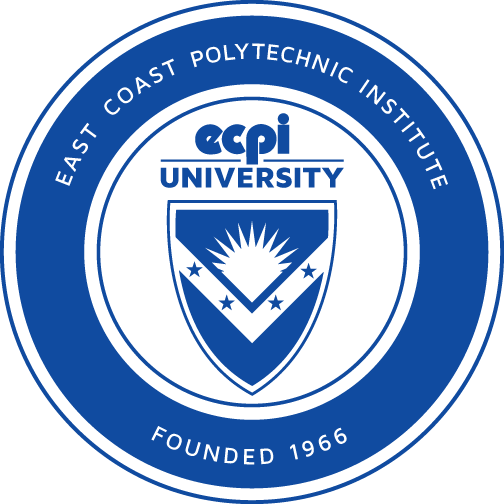 EAST COAST POLYTECHNIC INSTITUTE
ecpi
UNIVERSITY
FOUNDED 1966